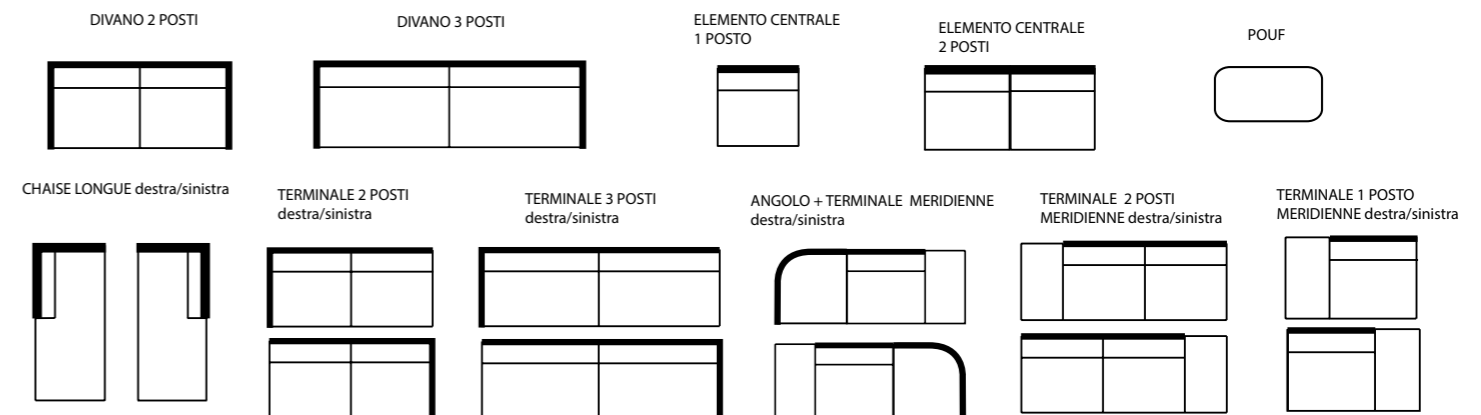 DIVANO 2 POSTI
DIVANO 3 POSTI
ELEMENTO CENTRALE
1 POSTO
ELEMENTO CENTRALE
2 POSTI
POUF
CHAISE LONGUE destra/sinistra
TERMINALE 2 POSTI
destra/sinistra
TERMINALE 3 POSTI
destra/sinistra
ANGOLO + TERMINALE MERIDIENNE
destra/sinistra
TERMINALE 2 POSTI
MERIDIENNE destra/sinistra
TERMINALE 1 POSTO
MERIDIENNE destra/sinistra